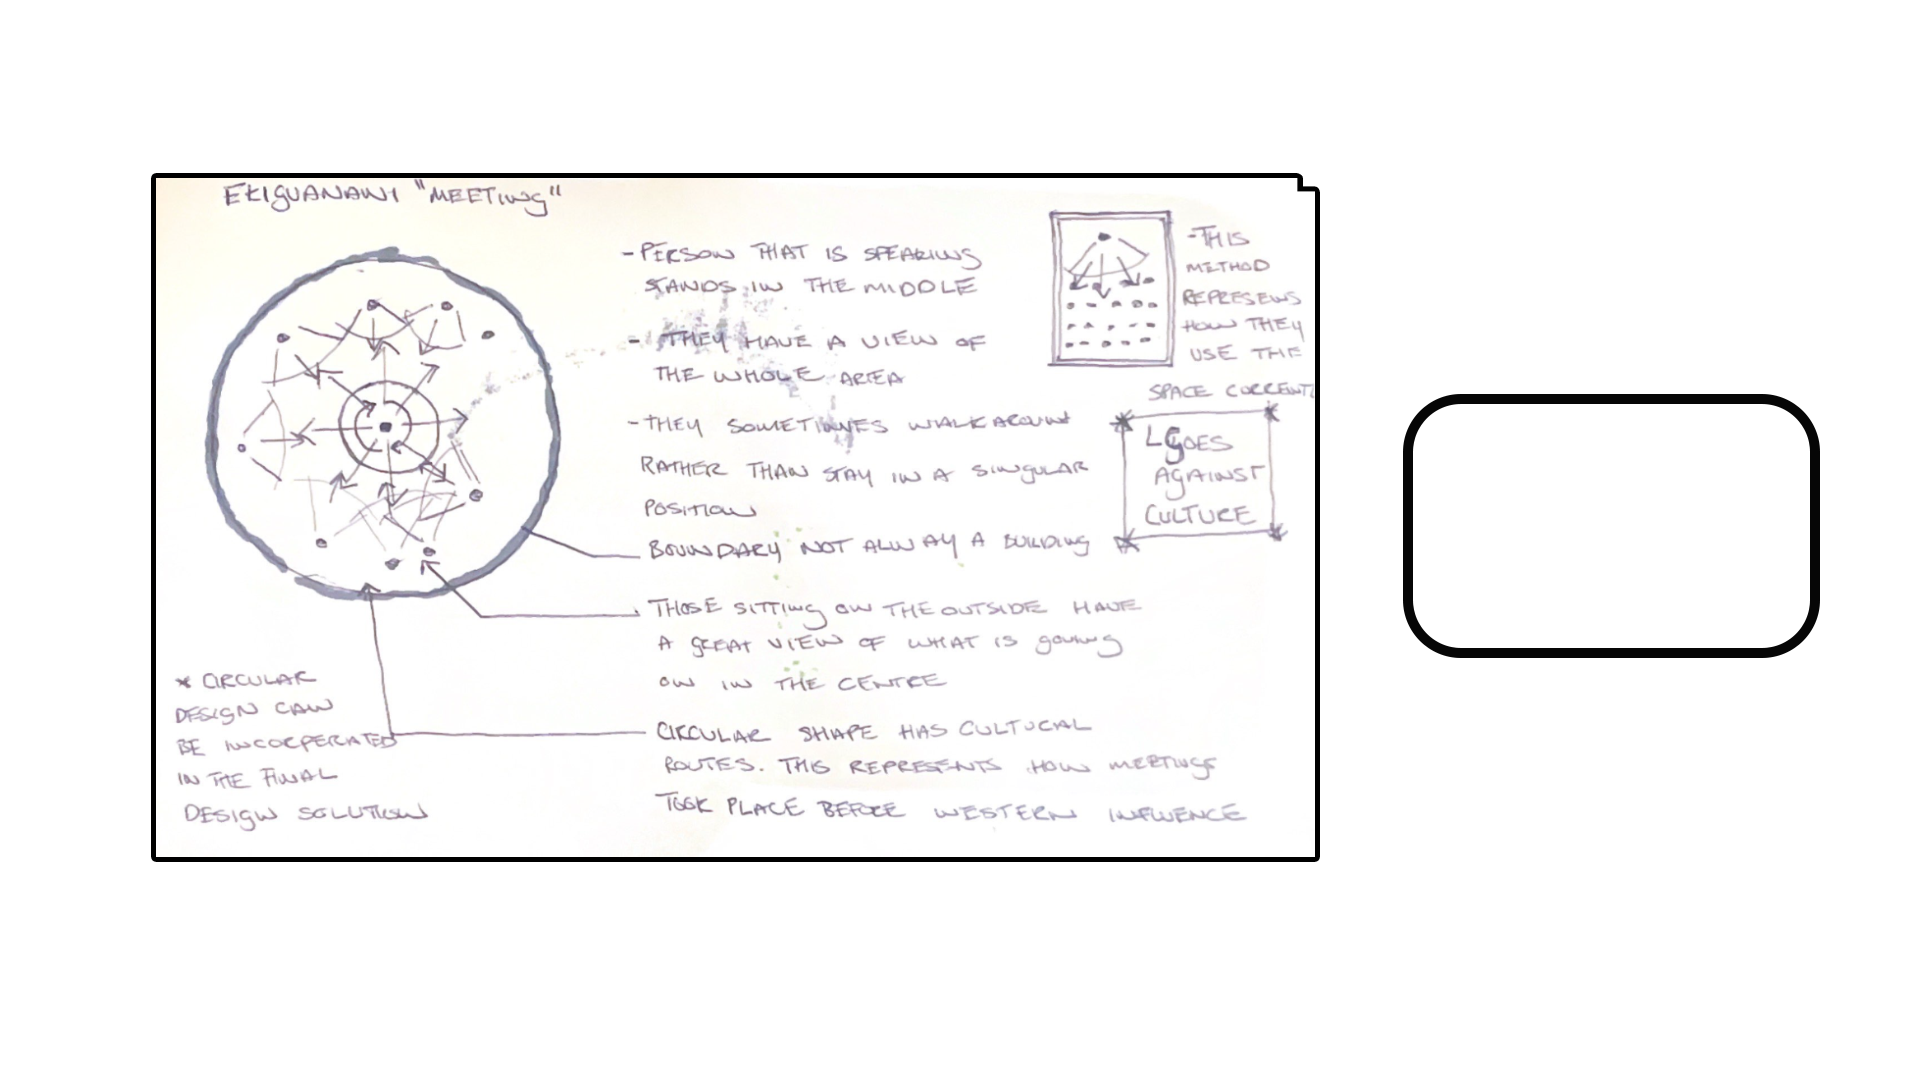 EKIGUANAWI "MEETING"
-PERSON THAT IS SPEAKING
STANDS IN THE MIDDLE
- THEY HAVE A VIEW OF
THE WHOLE AREA
-THEY SOMETIMES WALK AROUND
RATHER THAN STAY IN A SINGULAR
POSITION
BOUNDARY NOT ALWAY A BUILDING
THOSE SITTING ON THE OUTSIDE HAVE
A GREAT VIEW OF WHAT IS
ON IN THE CENTRE
CIRCULAR SHAPE HAS CULTURAL
ROUTES. THIS REPRESENTS HOW MEETINGS
TOOK PLACE BEFORE WESTERN INFLUENCE
-THIS
METHOD
HOW THEY
USE THE
SPACE
GOES
AGAINST
CULTURE
* CIRCULAR
DESIGN CAN
BE INCORPERATED
IN THE FINAL
DESIGN SOLUTION